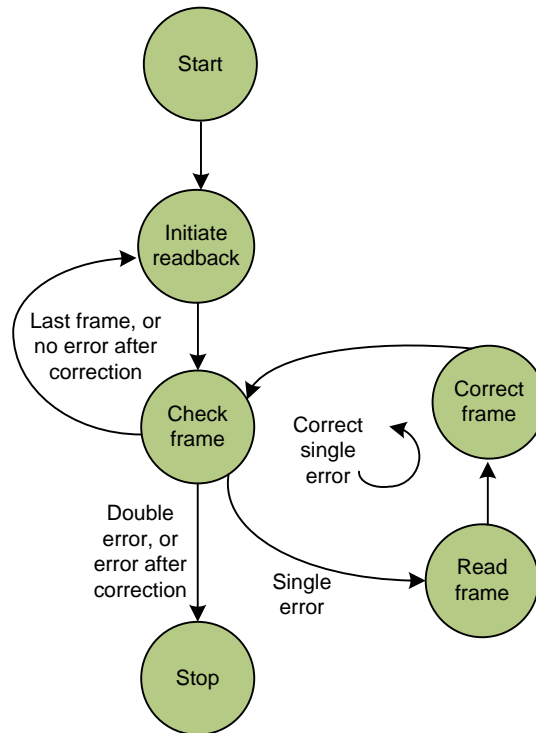 Start
Initiate
readback
Last frame, or
no error after
correction
Check
frame
Correct
frame
Correct
single
error
Double
error, or
error after
correction
Single
error
Read
frame
Stop